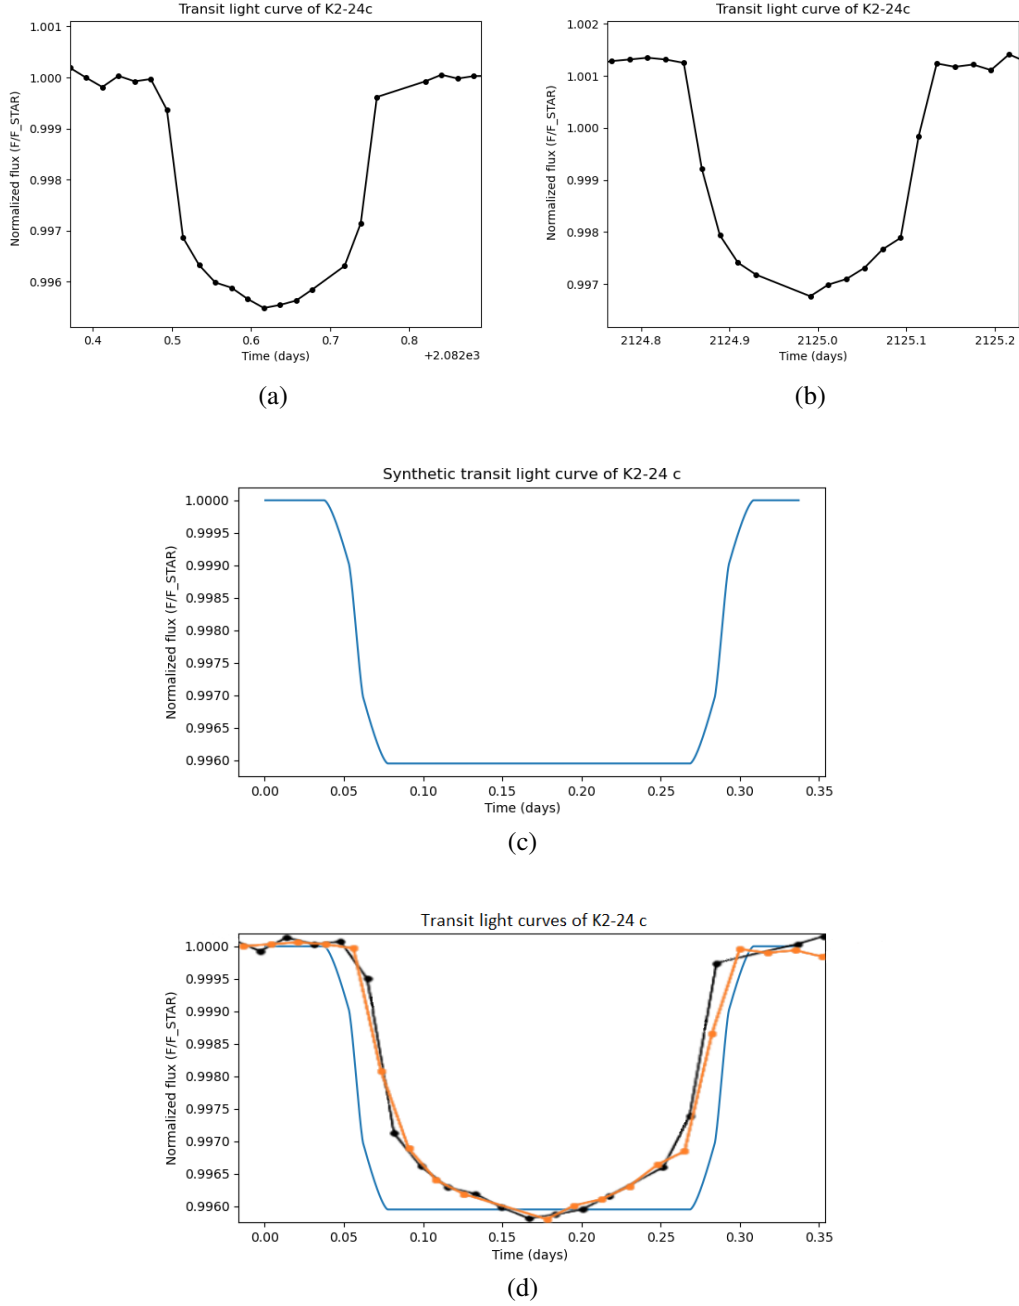 Transit light curve of K2-24c
1.001
1.000
0.999
0.998
0.997
0.996
Normalized flux (F/F_STAR)
0.4 0.5 0.6 0.7 0.8
Time (days)
+2.082e3
(a)
Transit light curve of K2-24c
1.002
1.001
1.000
0.999
0.998
0.997
Normalized flux (F/F_STAR)
2124.8 2124.9 2125.0 2125.1 2125.2
Time (days)
(b)
Synthetic transit light curve of K2-24 c
1.0000
0.9995
0.9990
0.9985
0.9980
0.9975
0.9970
0.9965
0.9960
Normalized flux (F/F_STAR)
0.00 0.05 0.10 0.15 0.20 0.25 0.30 0.35
Time (days)
(c)
Transit light curves of K2-24 c
1.0000
0.9995
0.9990
0.9985
0.9980
0.9975
0.9970
0.9965
0.9960
Normalized flux (F/F_STAR)
0.00 0.05 0.10 0.15 0.20 0.25 0.30 0.35
Time (days)
(d)